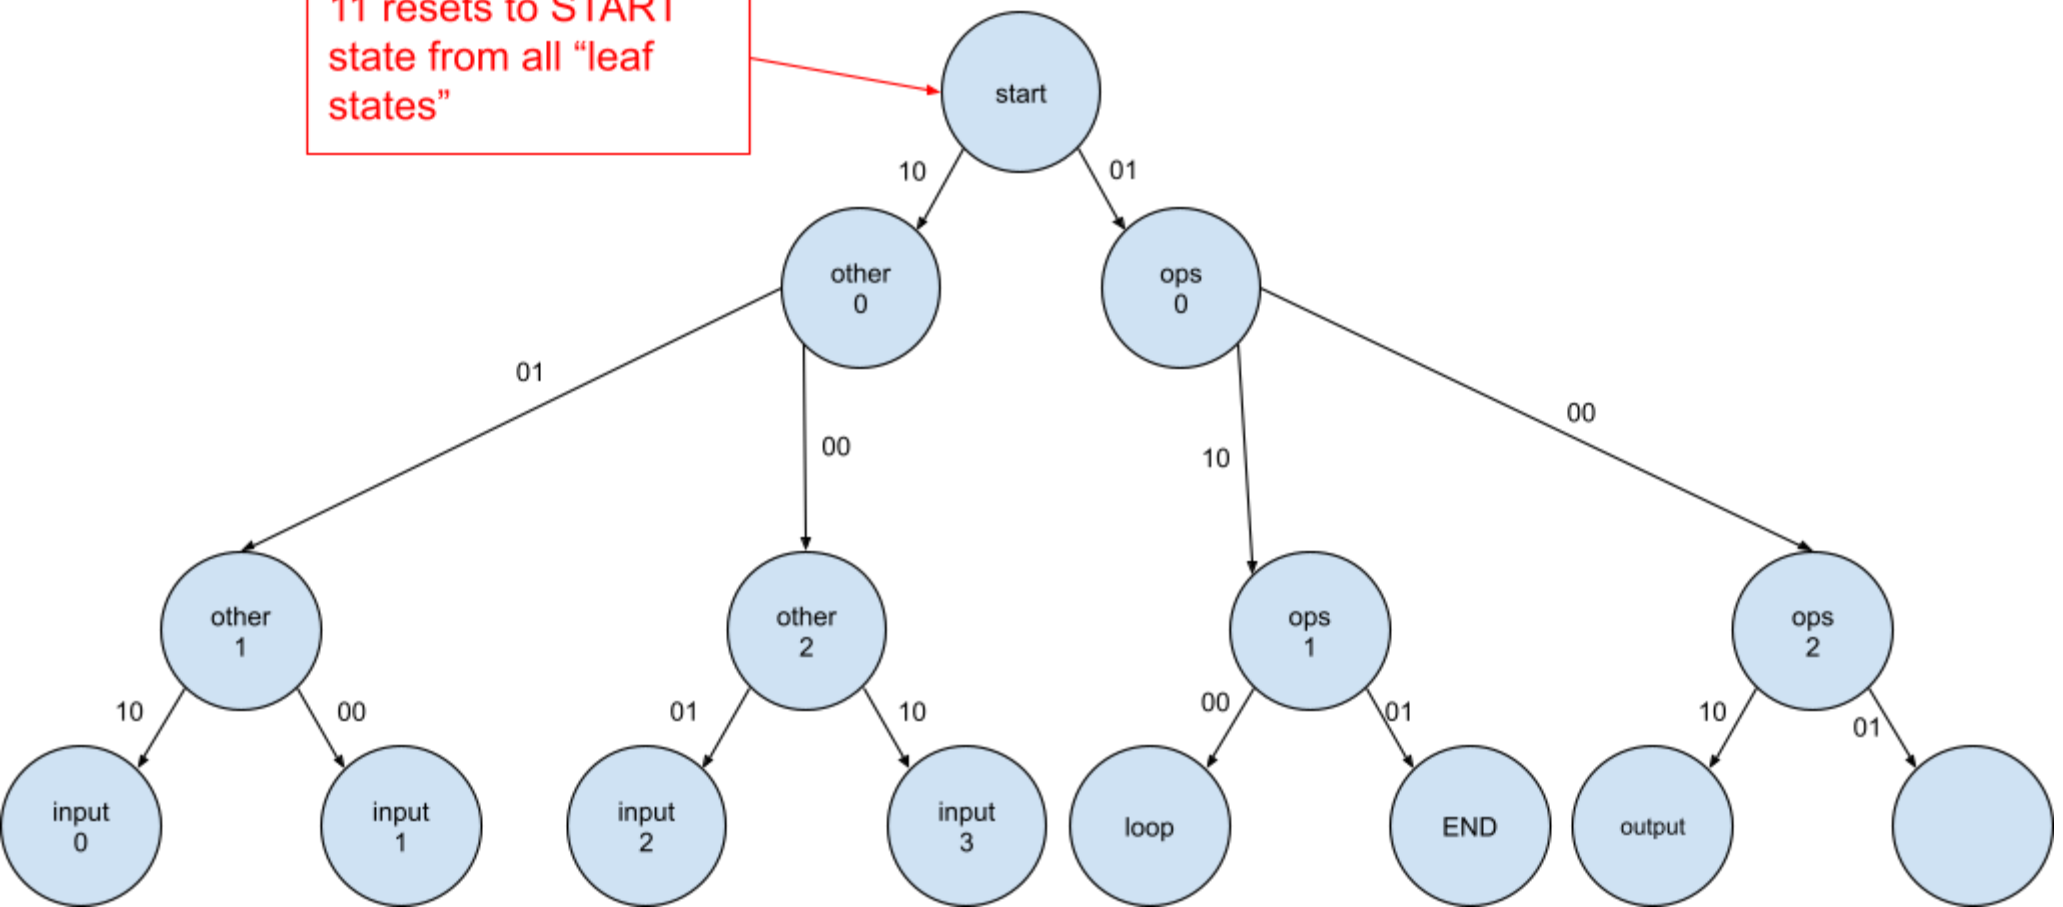 11 resets to START
state from all “leaf
states”
start
10
01
other
0
ops
0
01
00
10
00
other
1
other
2
ops
1
ops
2
10
00
01
10
00
01
10
01
input
0
input
1
input
2
input
3
loop
END
output